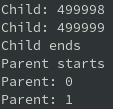 Child: 499998
Child: 499999
Child ends
Parent starts
Parent: 0
Parent: 1